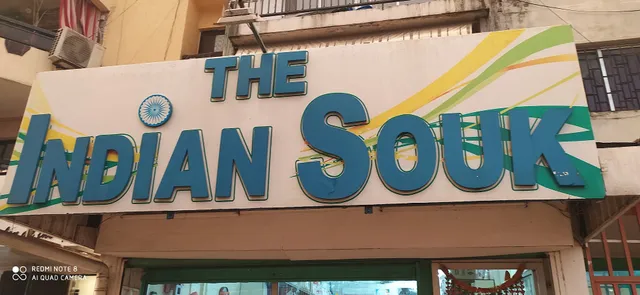 THE
INDIAN SOUK
REDMI NOTE 8
AI QUAD CAMERA